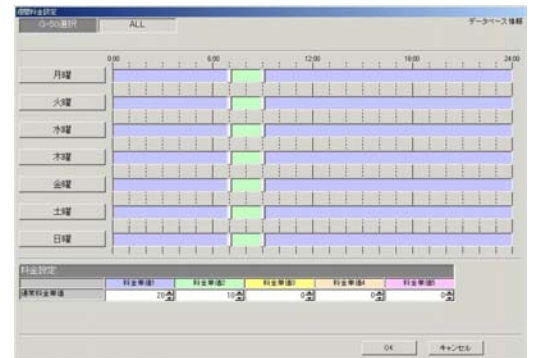 期間料金設定
G-50選択 ALL データベース情報
0:00 6:00 12:00 18:00 24:00
月曜
火曜
水曜
木曜
金曜
土曜
日曜
料金設定
料金単価1 料金単価2 料金単価3 料金単価4 料金単価5
通常料金単価 20 10 0 0 0
OK キャンセル